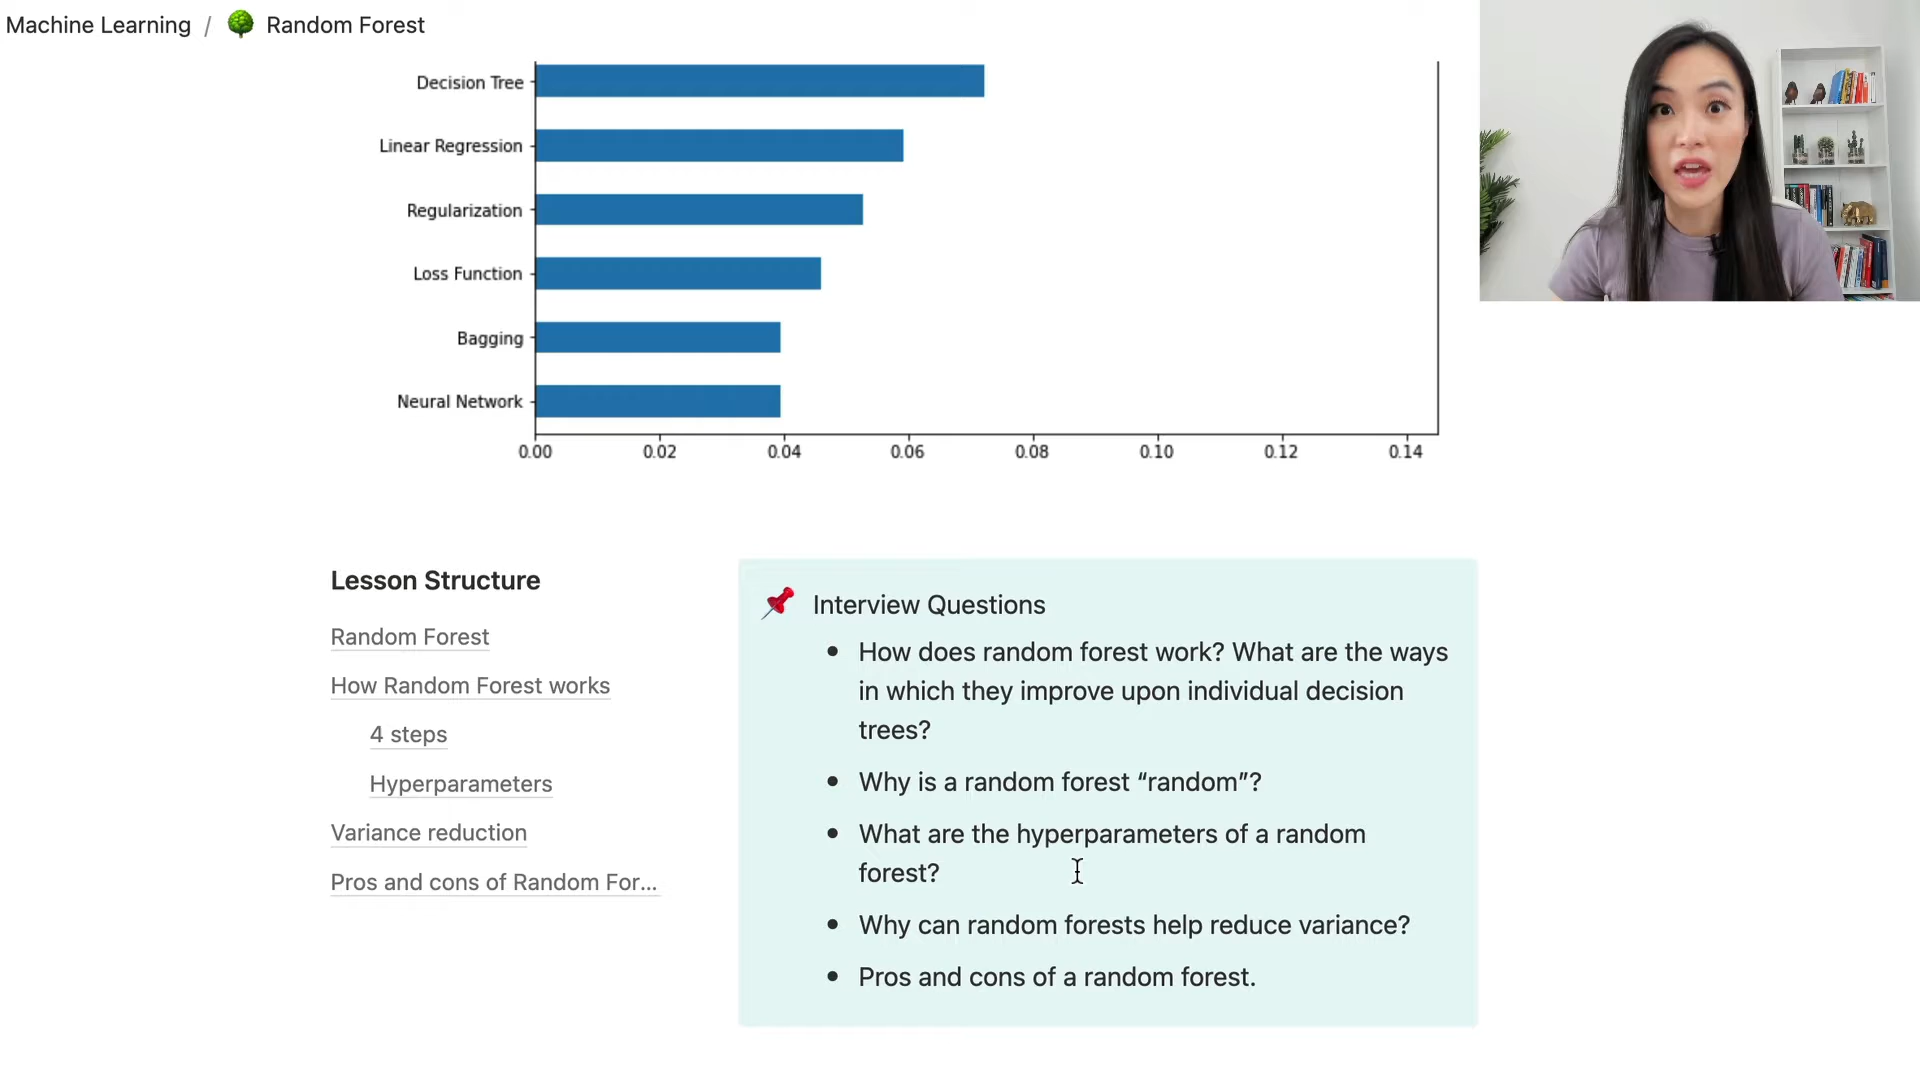 Machine Learning / Random Forest
Decision Tree
Linear Regression
Regularization
Loss Function
Bagging
Neural Network
0.00 0.02 0.04 0.06 0.08 0.10 0.12 0.14
Lesson Structure
Random Forest
How Random Forest works
4 steps
Hyperparameters
Variance reduction
Pros and cons of Random For...
Interview Questions
• How does random forest work? What are the ways
in which they improve upon individual decision
trees?
• Why is a random forest “random”?
• What are the hyperparameters of a random
forest?
• Why can random forests help reduce variance?
• Pros and cons of a random forest.